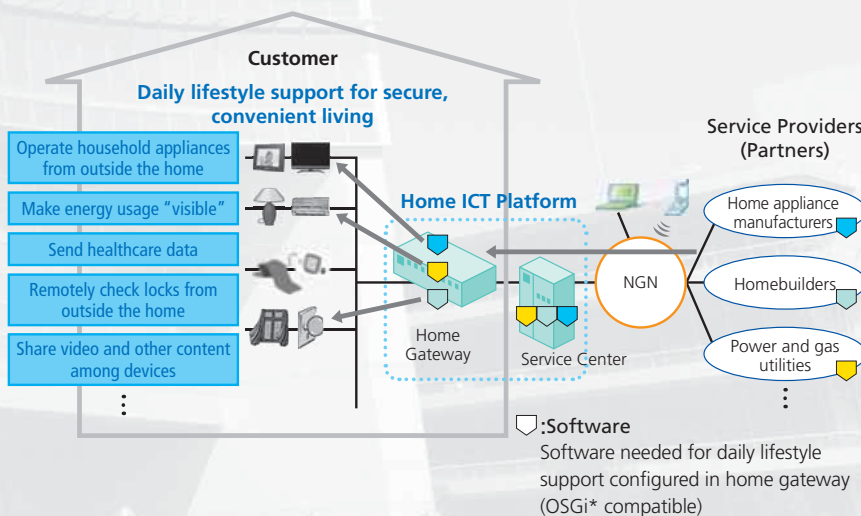 Customer
Daily lifestyle support for secure,
convenient living
Operate household appliances
from outside the home
Make energy usage "visible"
Send healthcare data
Remotely check locks from
outside the home
Share video and other content
among devices
Home ICT Platform
Home
Gateway
Service Center
NGN
Service Providers
(Partners)
Home appliance
manufacturers
Homebuilders
Power and gas
utilities
:Software
Software needed for daily lifestyle
support configured in home gateway
(OSGi* compatible)